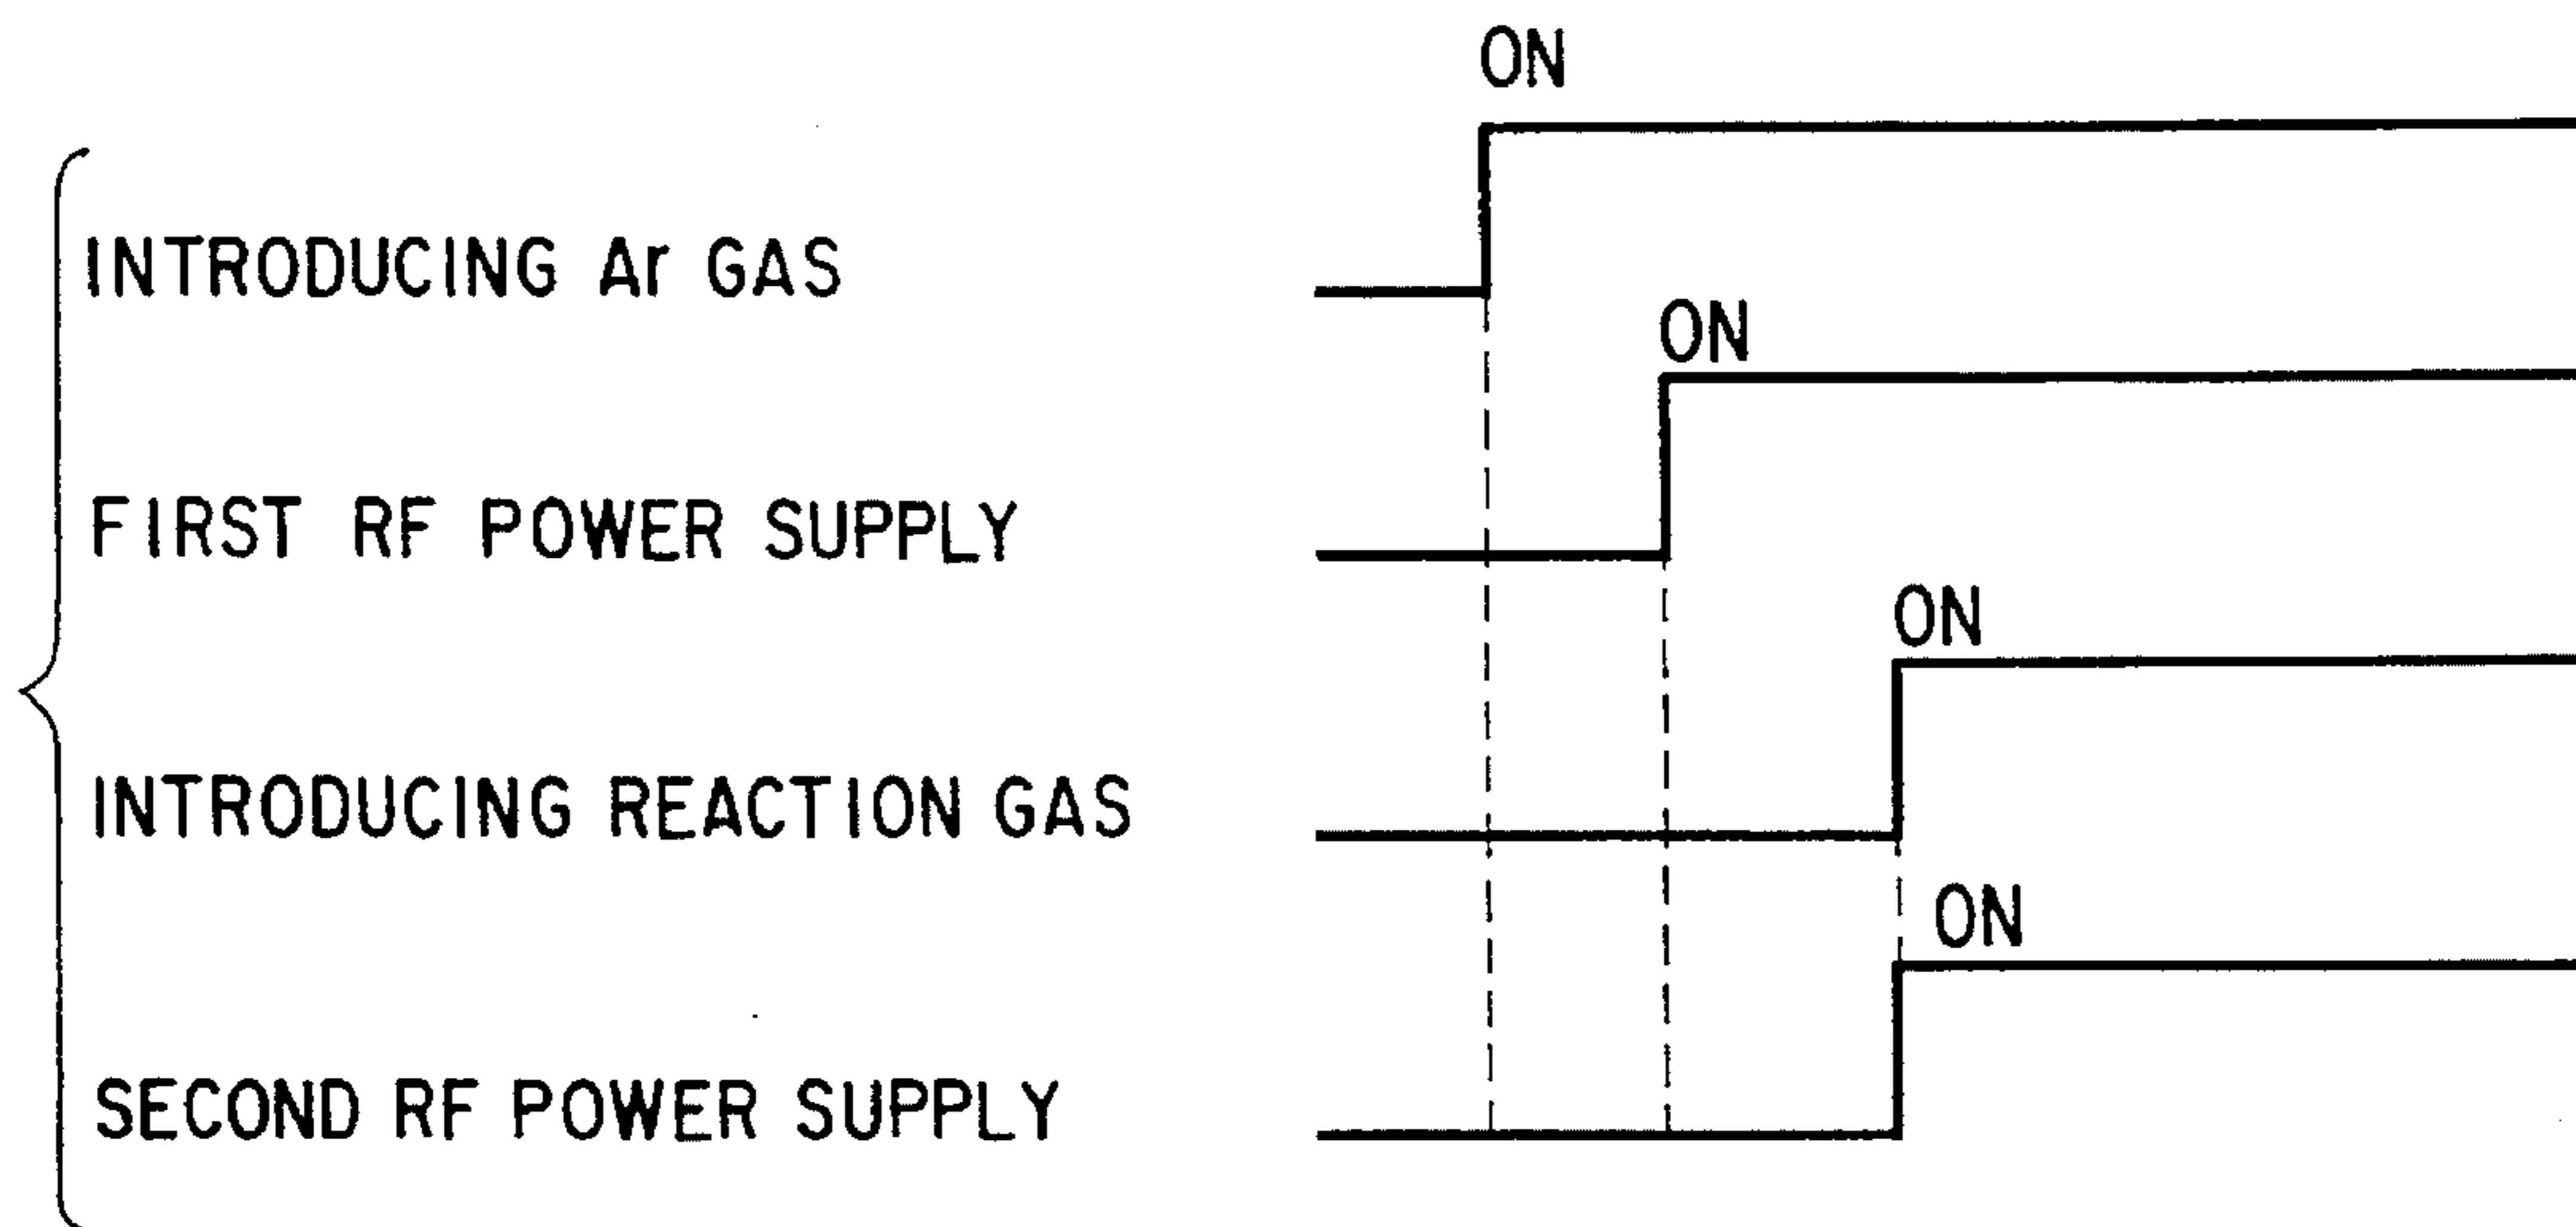 ON
INTRODUCING Ar GAS
ON
FIRST RF POWER SUPPLY
ON
INTRODUCING REACTION GAS
ON
SECOND RF POWER SUPPLY